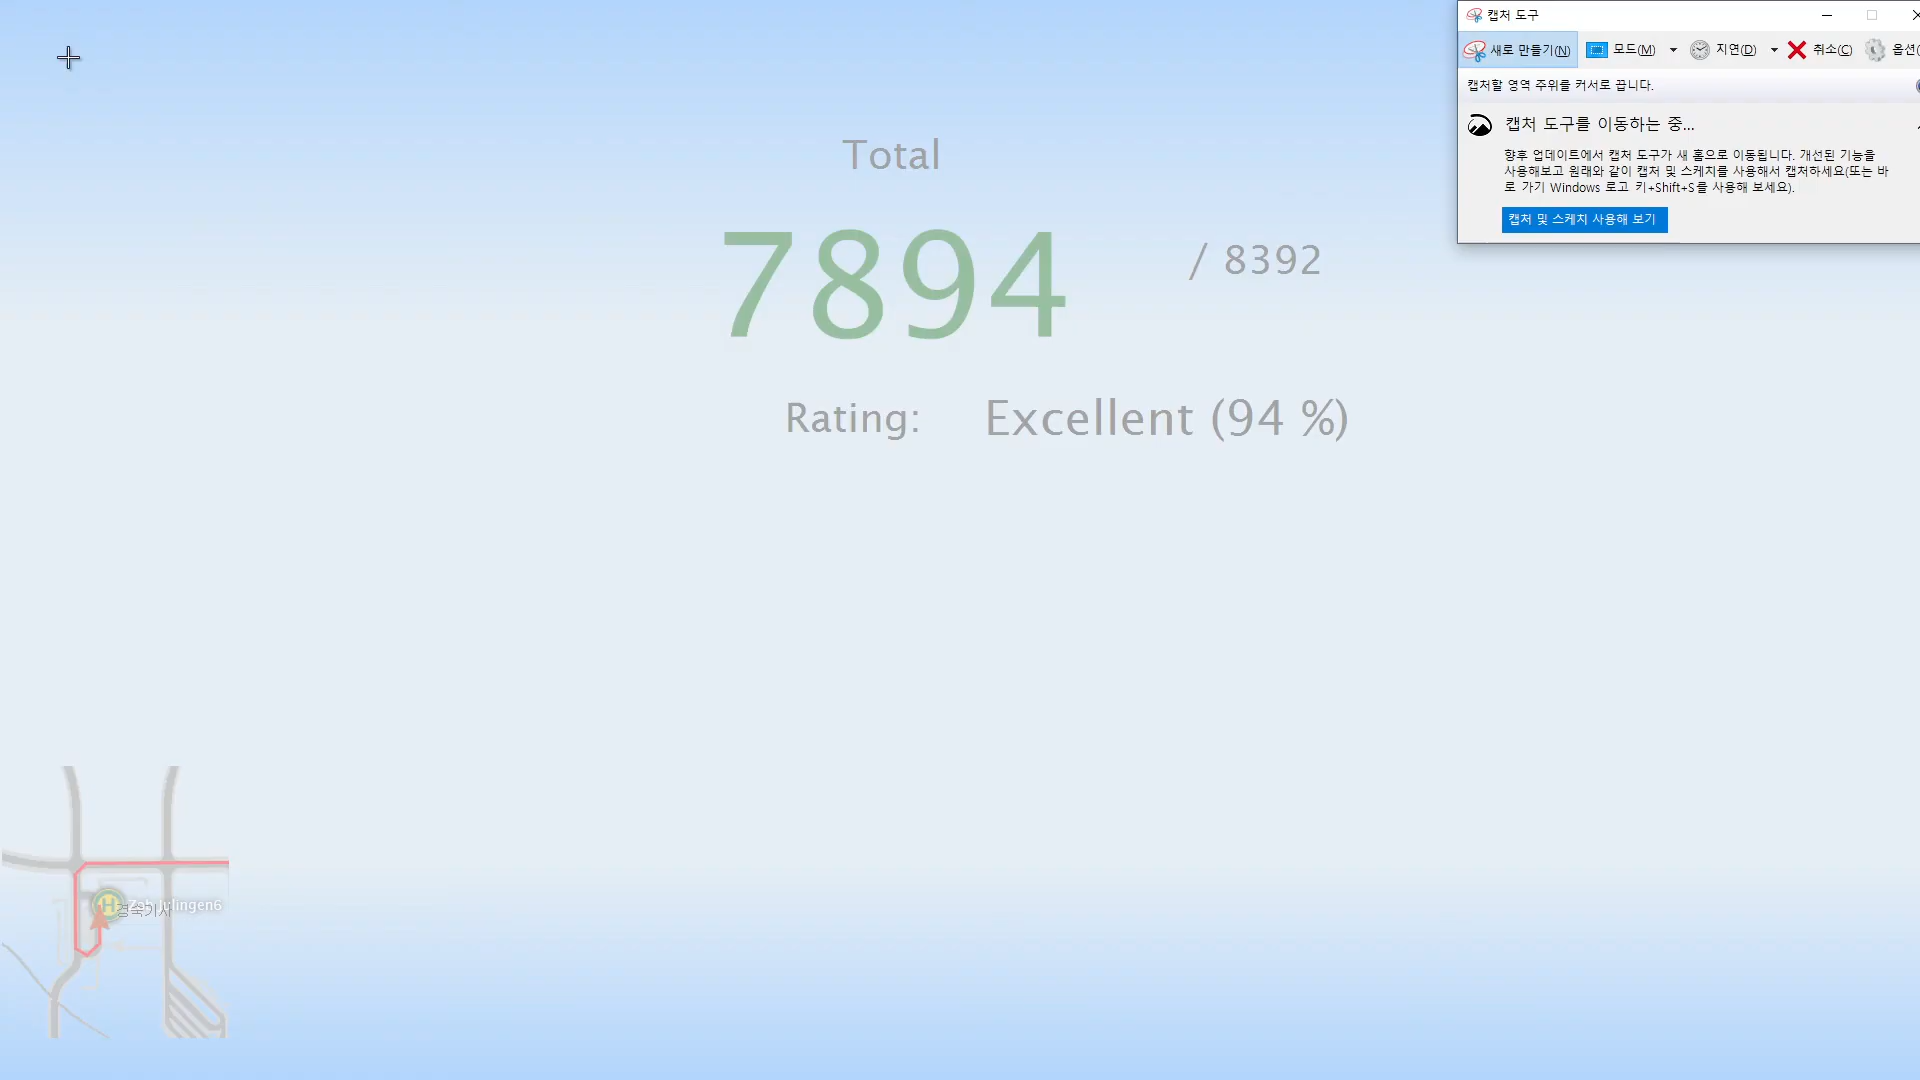 캡처 도구
새로 만들기(N) 모드(M) 지연(D) 취소(C) 옵션(
캡처할 영역 주위를 커서로 끕니다.
캡처 도구를 이동하는 중...
향후 업데이트에서 캡처 도구가 새 홈으로 이동됩니다. 개선된 기능을
사용해보고 원래와 같이 캡처 및 스케치를 사용해서 캡처하세요(또는 바
로 가기 Windows 로고 키+Shift+S를 사용해 보세요).
캡처 및 스케치 사용해 보기
Total
7894 / 8392
Rating: Excellent (94 %)
H